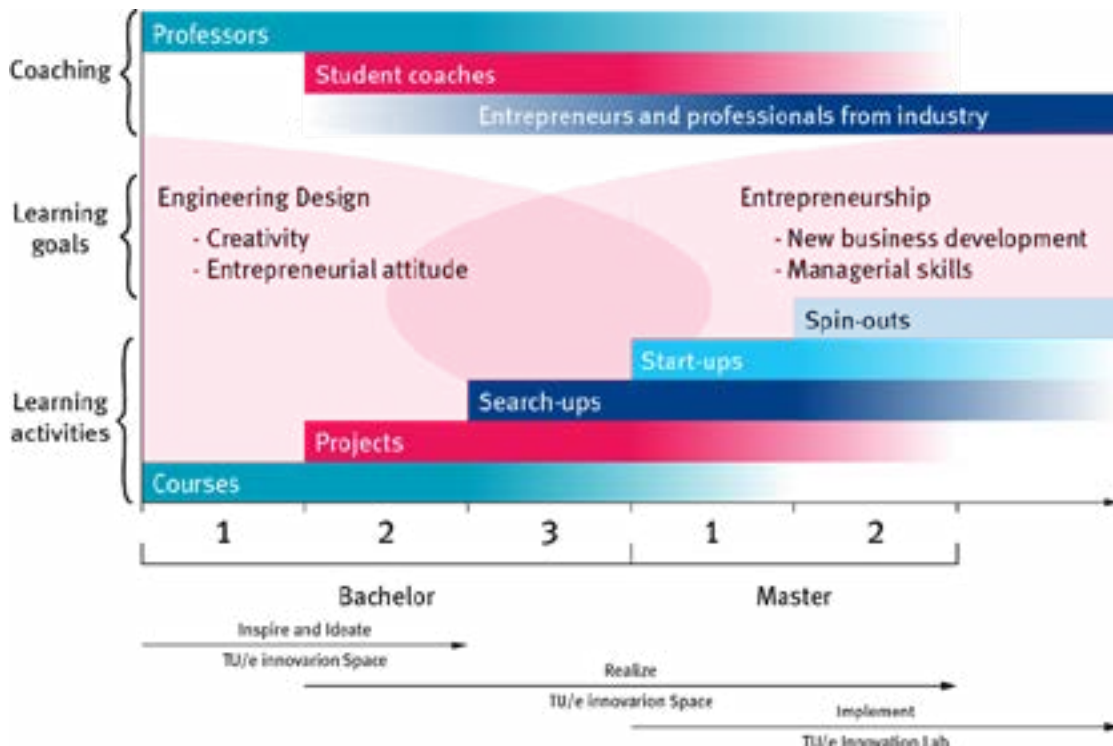 Coaching
Professors
Student coaches
Entrepreneurs and professionals from industry
Learning
goals
Engineering Design
- Creativity
- Entrepreneurial attitude
Entrepreneurship
- New business development
- Managerial skills
Learning
activities
Spin-outs
Start-ups
Search-ups
Projects
Courses
1 2 3 1 2
Bachelor Master
Inspire and Ideate
TU/e innovarion Space
Realize
TU/e innovarion Space
Implement
TU/e Innovation Lab